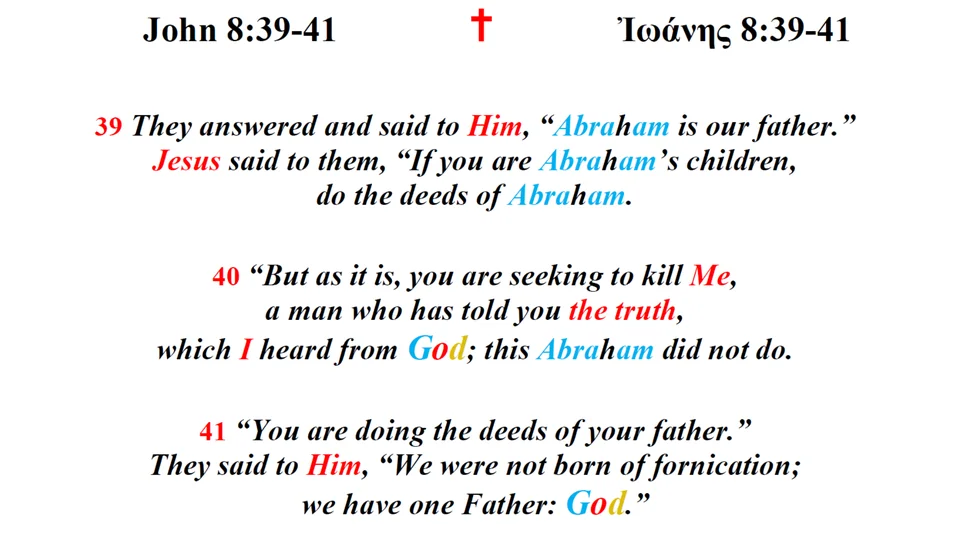 John 8:39-41 ✝ Ἰωάνης 8:39-41
39 They answered and said to Him, “Abraham is our father.”
Jesus said to them, “If you are Abraham’s children,
do the deeds of Abraham.
40 “But as it is, you are seeking to kill Me,
a man who has told you the truth,
which I heard from God; this Abraham did not do.
41 “You are doing the deeds of your father.”
They said to Him, “We were not born of fornication;
we have one Father: God.”